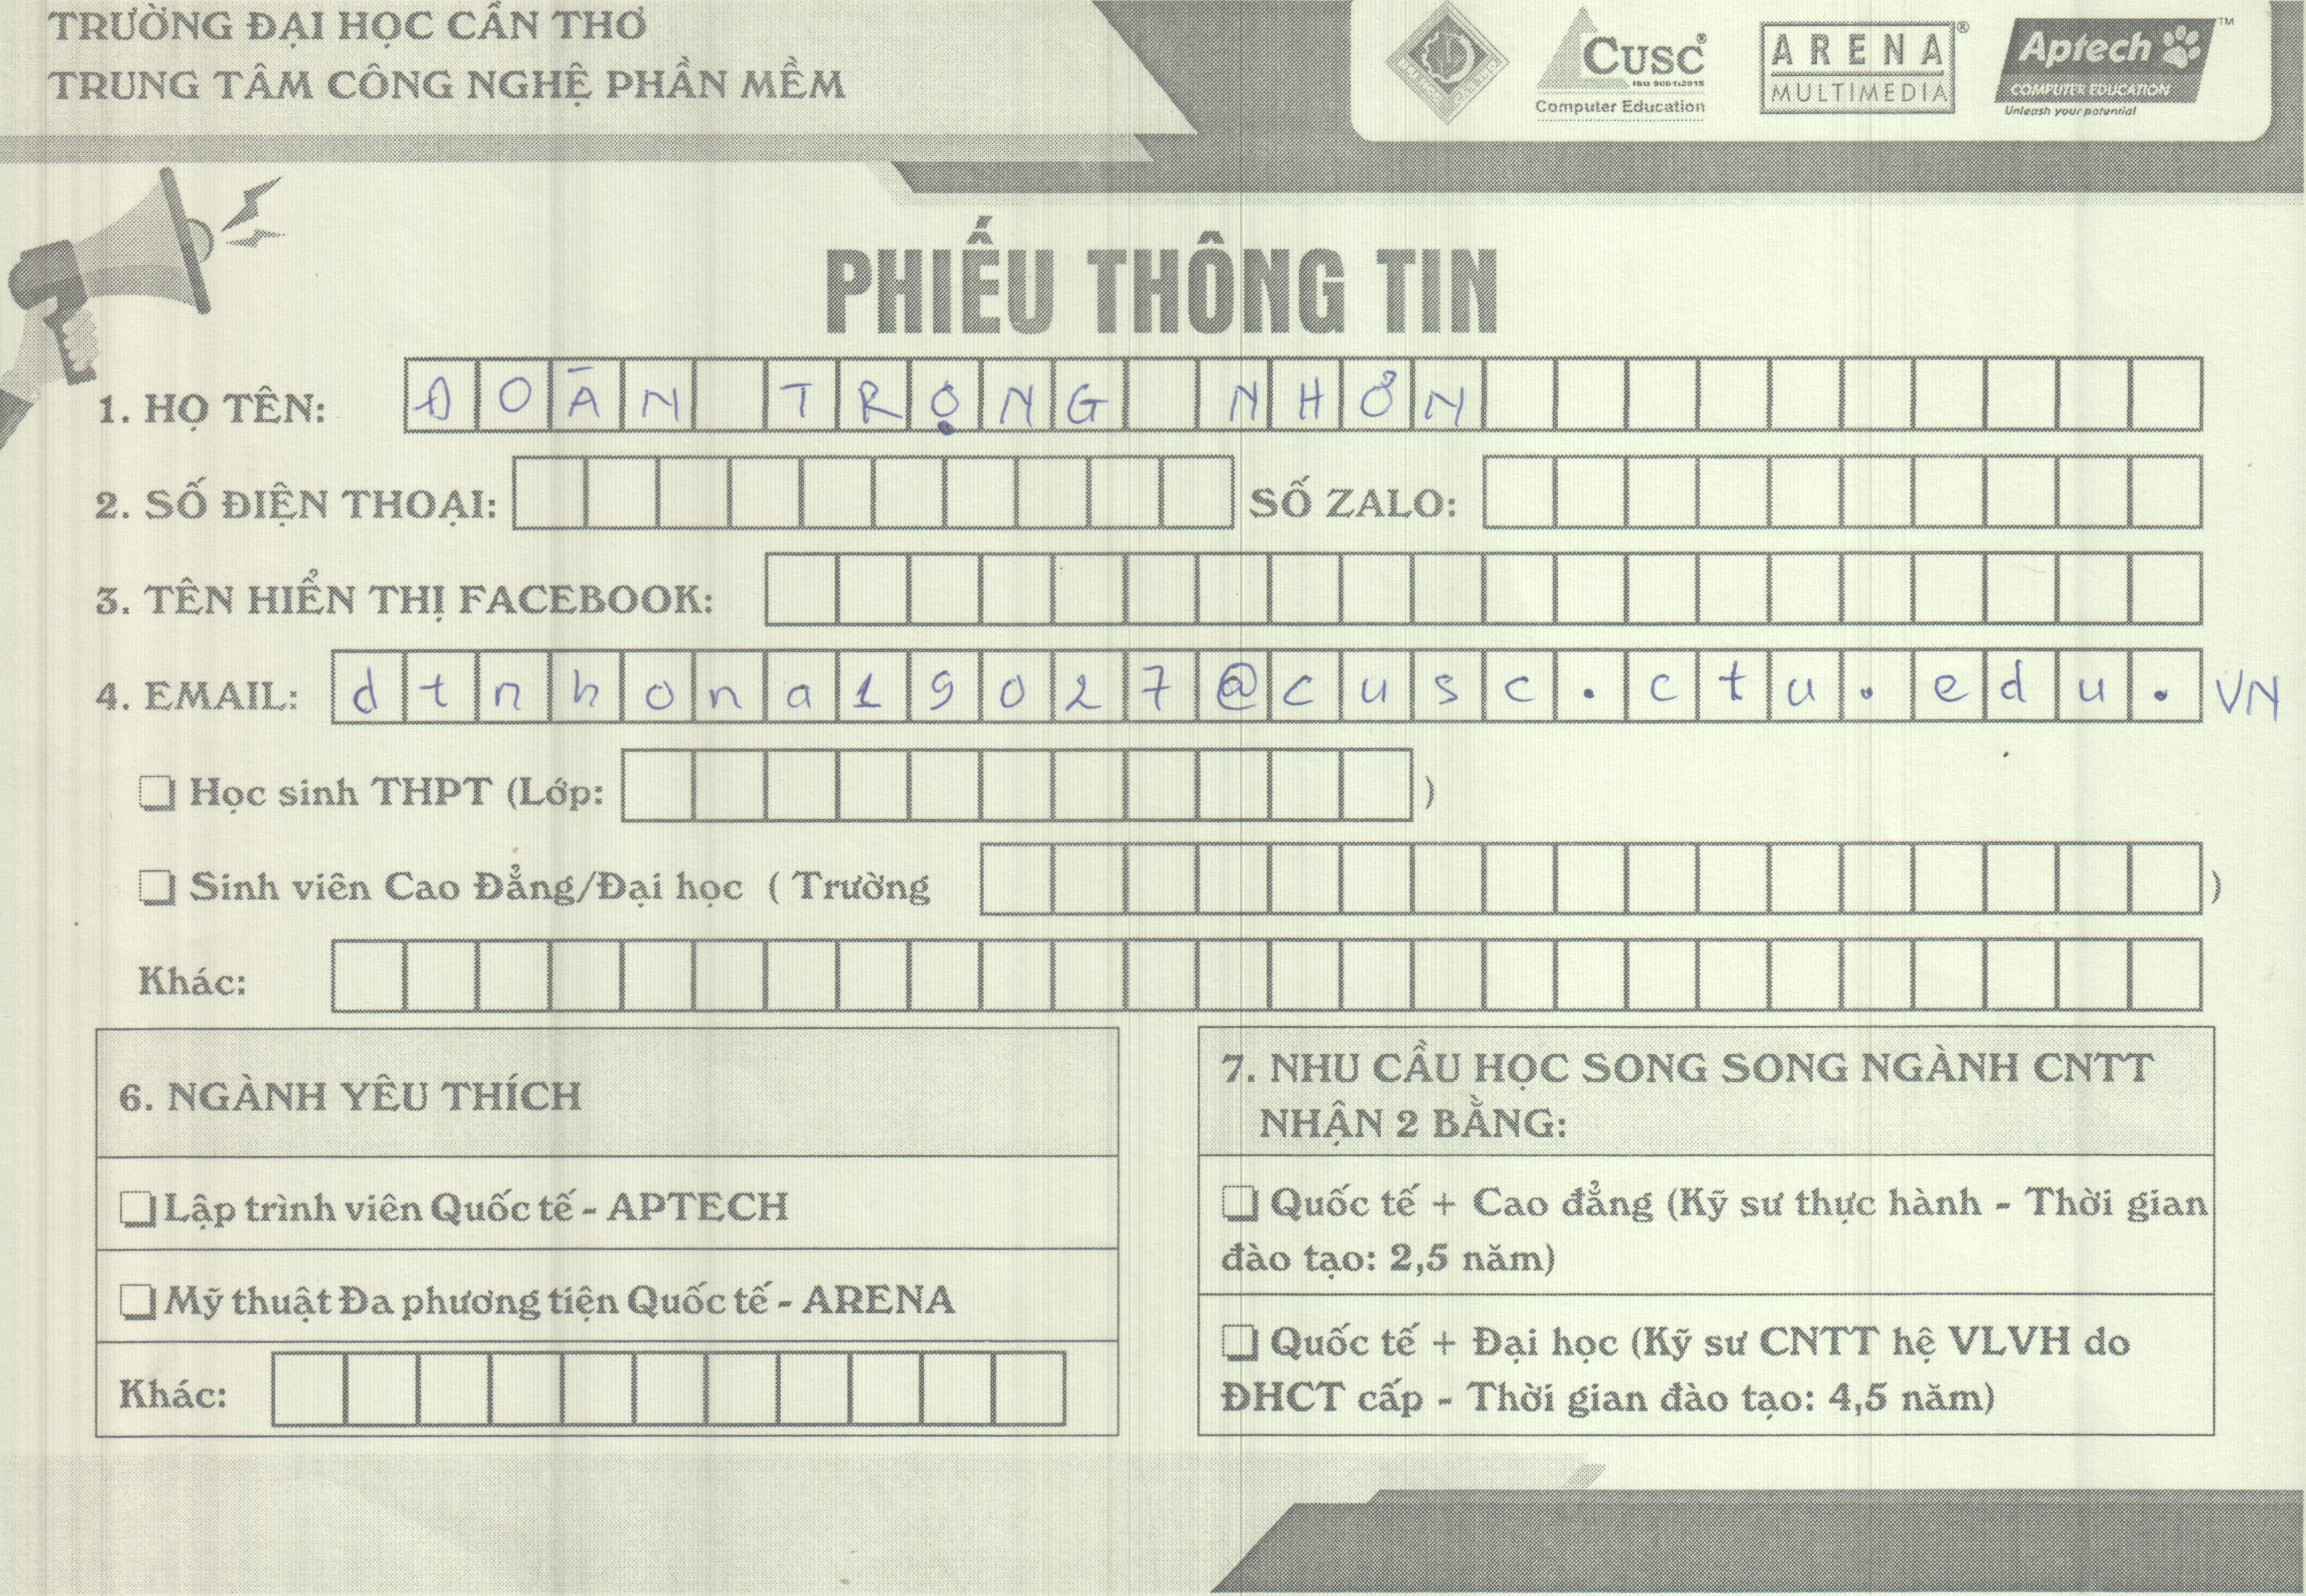 TRƯỜNG ĐẠI HỌC CẦN THƠ
TRUNG TÂM CÔNG NGHỆ PHẦN MỀM
CUSC®
ISO 9001:2015
Computer Education
ARENA®
MULTIMEDIA
Aptech™
COMPUTER EDUCATION
Unleash your potential
PHIẾU THÔNG TIN
1. HỌ TÊN: ĐOÀN TRỌNG NHƠN
2. SỐ ĐIỆN THOẠI: SỐ ZALO:
3. TÊN HIỂN THỊ FACEBOOK:
4. EMAIL: dtnhona19027@cusc.ctu.edu.VN
❑ Học sinh THPT (Lớp: )
❑ Sinh viên Cao Đẳng/Đại học ( Trường )
Khác:
6. NGÀNH YÊU THÍCH
❑ Lập trình viên Quốc tế - APTECH
❑ Mỹ thuật Đa phương tiện Quốc tế - ARENA
Khác:
7. NHU CẦU HỌC SONG SONG NGÀNH CNTT
NHẬN 2 BẰNG:
❑ Quốc tế + Cao đẳng (Kỹ sư thực hành - Thời gian
đào tạo: 2,5 năm)
❑ Quốc tế + Đại học (Kỹ sư CNTT hệ VLVH do
ĐHCT cấp - Thời gian đào tạo: 4,5 năm)